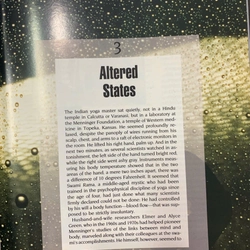 3
Altered
States
The Indian yoga master sat quietly, not in a Hindu
temple in Calcutta or Varanasi, but in a laboratory at
the Menninger Foundation, a temple of Western med-
icine in Topeka, Kansas. He seemed profoundly re-
laxed, despite the panoply of wires running from his
scalp, chest, and arms to a raft of electronic monitors in
the room. He lifted his right hand, palm up. And in the
next two minutes, as several scientists watched in as-
tonishment, the left side of the hand turned bright red,
while the right side went ashy gray. Instruments meas-
uring his body temperature showed that in the two
areas of the hand, a mere two inches apart, there was
a difference of 10 degrees Fahrenheit. It seemed that
Swami Rama, a middle-aged mystic who had been
trained in the psychophysical discipline of yoga since
the age of four, had just done what many scientists
firmly declared could not be done: He had controlled
by his will a body function—blood flow—that was sup-
posed to be strictly involuntary.
Husband-and-wife researchers Elmer and Alyce
Green, who in the 1960s and 1970s had helped pioneer
Menninger's studies of the links between mind and
body, marveled along with their colleagues at the swa-
mi's accomplishments. He himself, however, seemed to